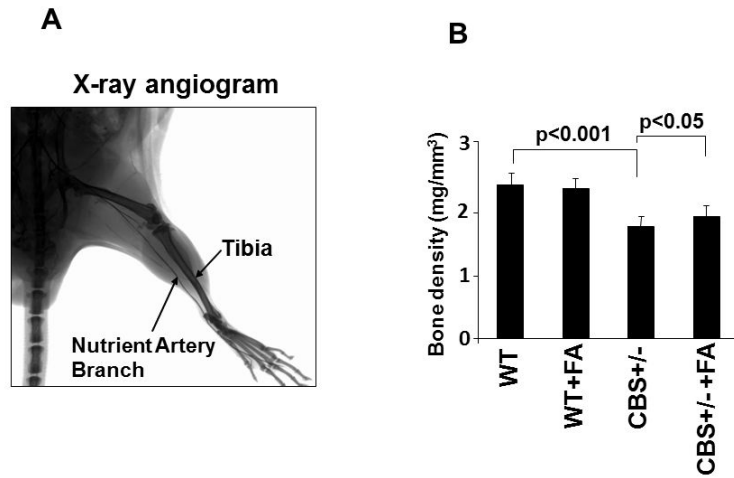 A
X-ray angiogram
Tibia
Nutrient Artery
Branch
B
p<0.001
p<0.05
Bone density (mg/mm³)
3
2
1
0
WT
WT+FA
CBS+/-
CBS+/-+FA